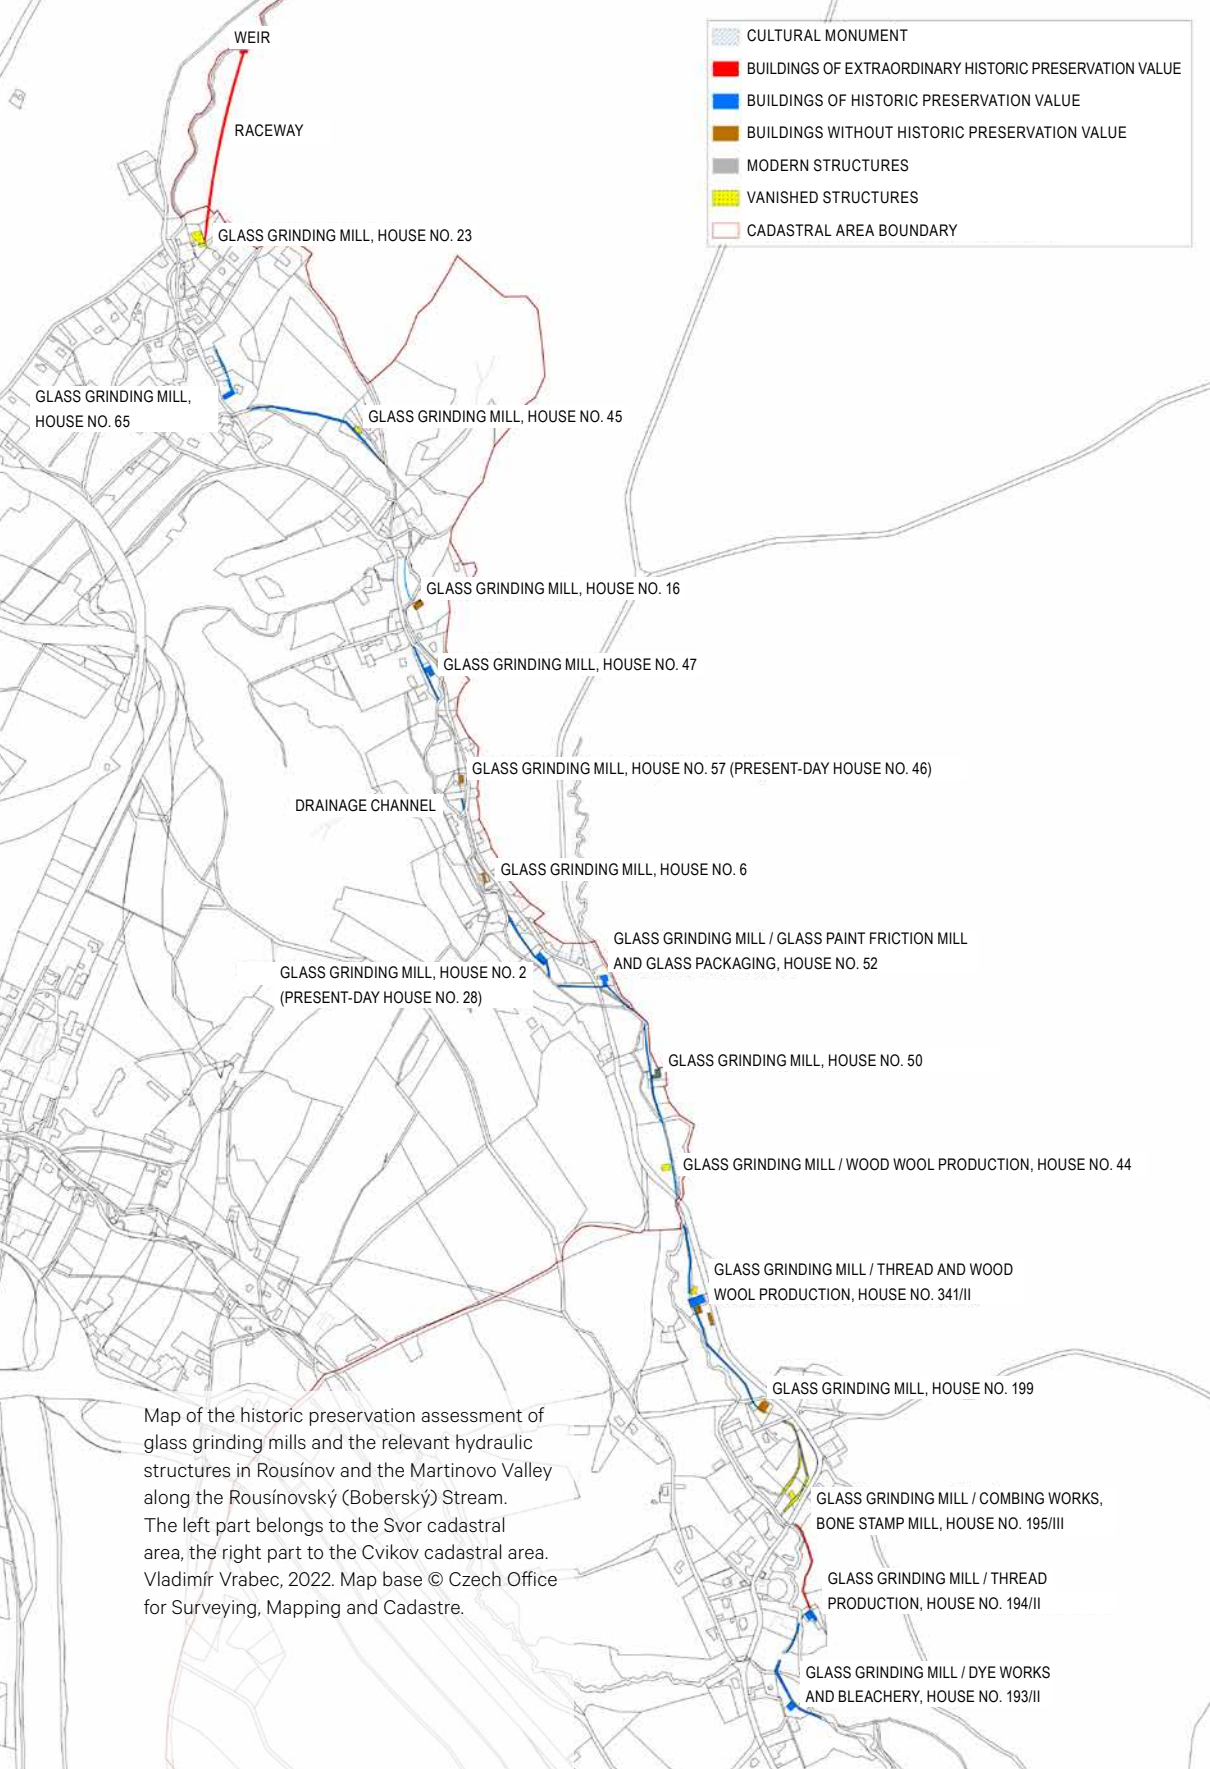 WEIR
CULTURAL MONUMENT
BUILDINGS OF EXTRAORDINARY HISTORIC PRESERVATION VALUE
BUILDINGS OF HISTORIC PRESERVATION VALUE
BUILDINGS WITHOUT HISTORIC PRESERVATION VALUE
MODERN STRUCTURES
VANISHED STRUCTURES
CADASTRAL AREA BOUNDARY
RACEWAY
GLASS GRINDING MILL, HOUSE NO. 23
GLASS GRINDING MILL,
HOUSE NO. 65
GLASS GRINDING MILL, HOUSE NO. 45
GLASS GRINDING MILL, HOUSE NO. 16
GLASS GRINDING MILL, HOUSE NO. 47
GLASS GRINDING MILL, HOUSE NO. 57 (PRESENT-DAY HOUSE NO. 46)
DRAINAGE CHANNEL
GLASS GRINDING MILL, HOUSE NO. 6
GLASS GRINDING MILL / GLASS PAINT FRICTION MILL
AND GLASS PACKAGING, HOUSE NO. 52
GLASS GRINDING MILL, HOUSE NO. 2
(PRESENT-DAY HOUSE NO. 28)
GLASS GRINDING MILL, HOUSE NO. 50
GLASS GRINDING MILL / WOOD WOOL PRODUCTION, HOUSE NO. 44
GLASS GRINDING MILL / THREAD AND WOOD
WOOL PRODUCTION, HOUSE NO. 341/II
GLASS GRINDING MILL, HOUSE NO. 199
Map of the historic preservation assessment of
glass grinding mills and the relevant hydraulic
structures in Rousínov and the Martinovo Valley
along the Rousínovský (Boberský) Stream.
The left part belongs to the Svor cadastral
area, the right part to the Cvikov cadastral area.
Vladimír Vrabec, 2022. Map base © Czech Office
for Surveying, Mapping and Cadastre.
GLASS GRINDING MILL / COMBING WORKS,
BONE STAMP MILL, HOUSE NO. 195/III
GLASS GRINDING MILL / THREAD
PRODUCTION, HOUSE NO. 194/II
GLASS GRINDING MILL / DYE WORKS
AND BLEACHERY, HOUSE NO. 193/II